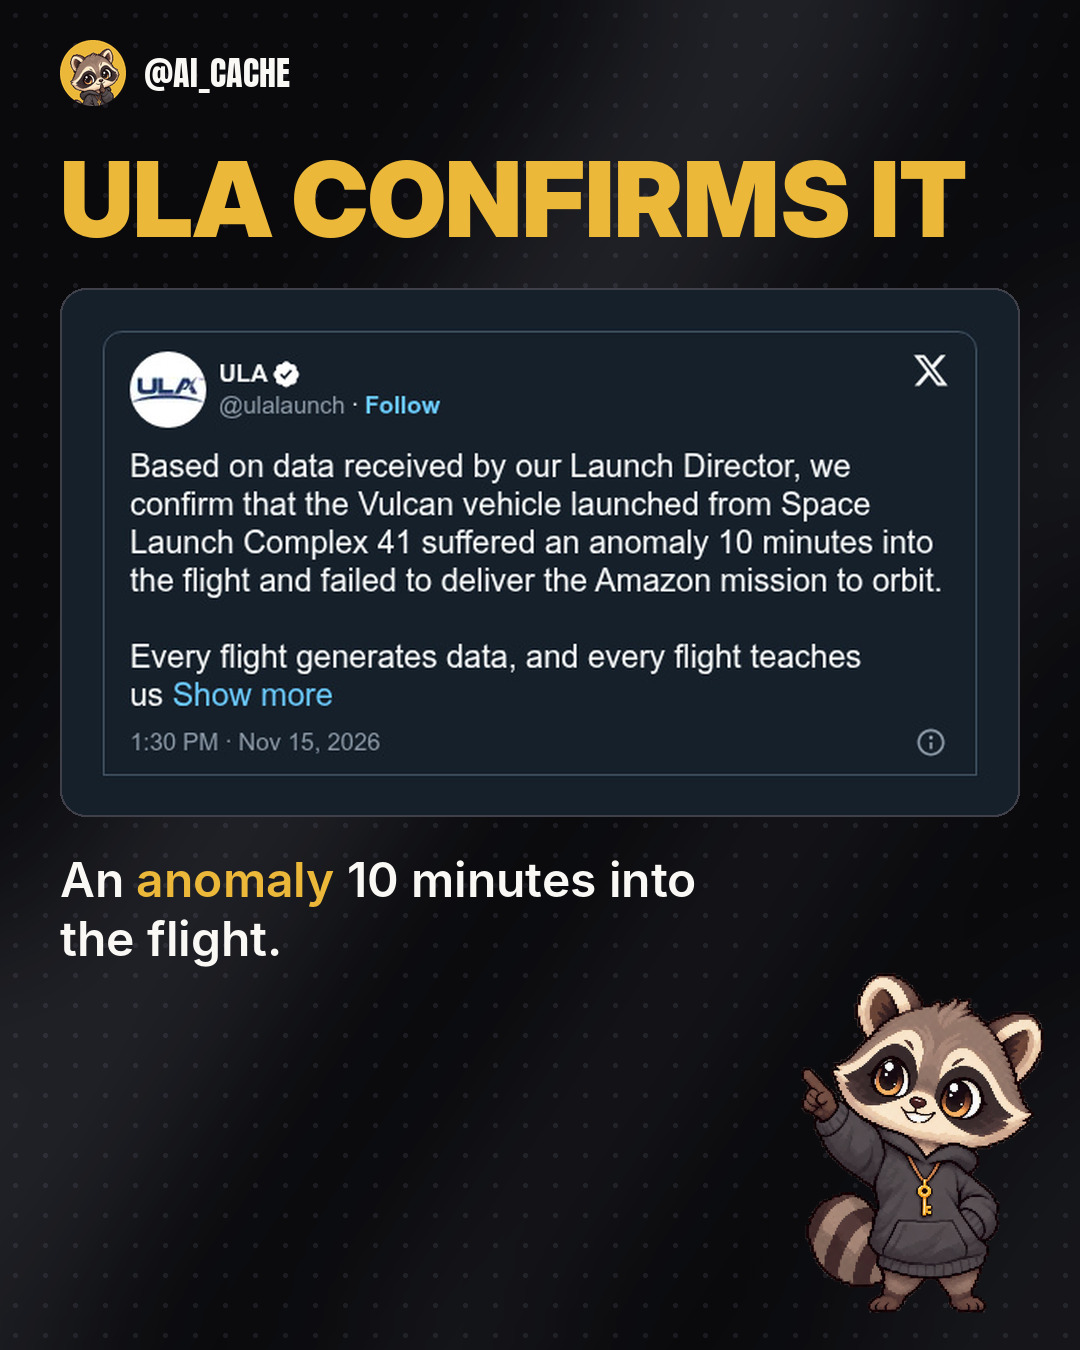 @AI_CACHE
ULA CONFIRMS IT
ULA
ULA
@ulalaunch · Follow
Based on data received by our Launch Director, we
confirm that the Vulcan vehicle launched from Space
Launch Complex 41 suffered an anomaly 10 minutes into
the flight and failed to deliver the Amazon mission to orbit.
Every flight generates data, and every flight teaches
us Show more
1:30 PM · Nov 15, 2026
An anomaly 10 minutes into
the flight.